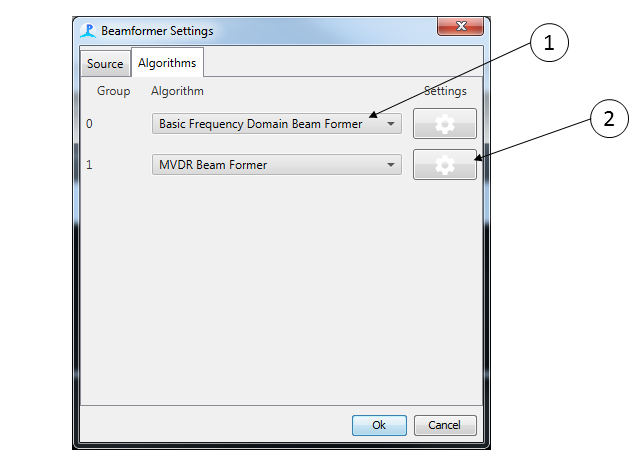 Beamformer Settings
1
Source Algorithms
Group Algorithm Settings
0 Basic Frequency Domain Beam Former
2
1 MVDR Beam Former
Ok Cancel